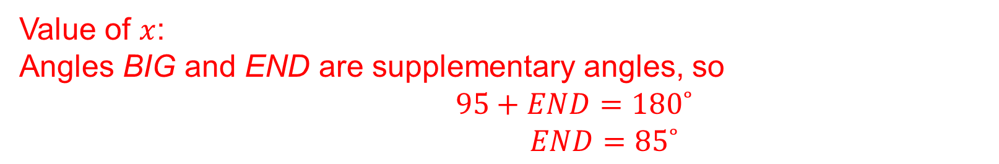 Value of x:
Angles BIG and END are supplementary angles, so
95 + END = 180°
END = 85°